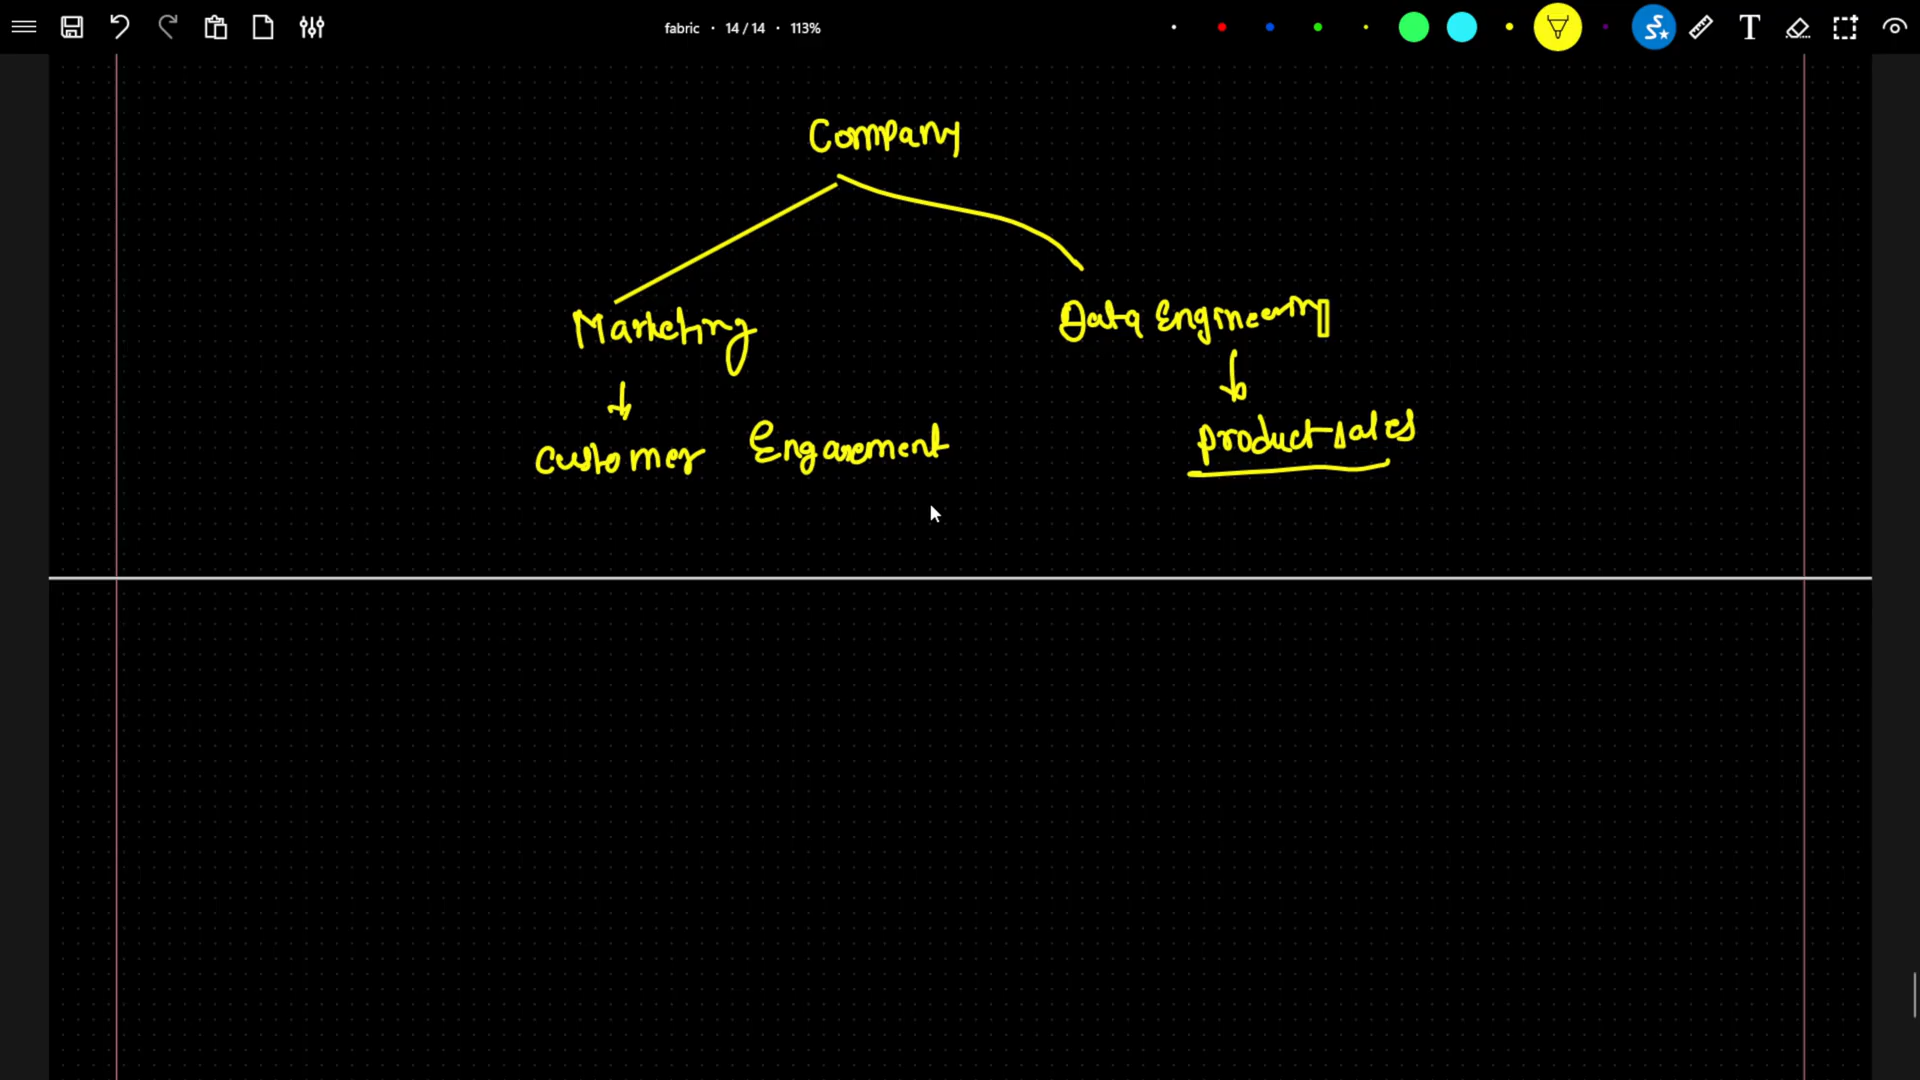 fabric • 14 / 14 • 113%
T
Company
Marketing
Data Engineering
Customer Engagement
product sales